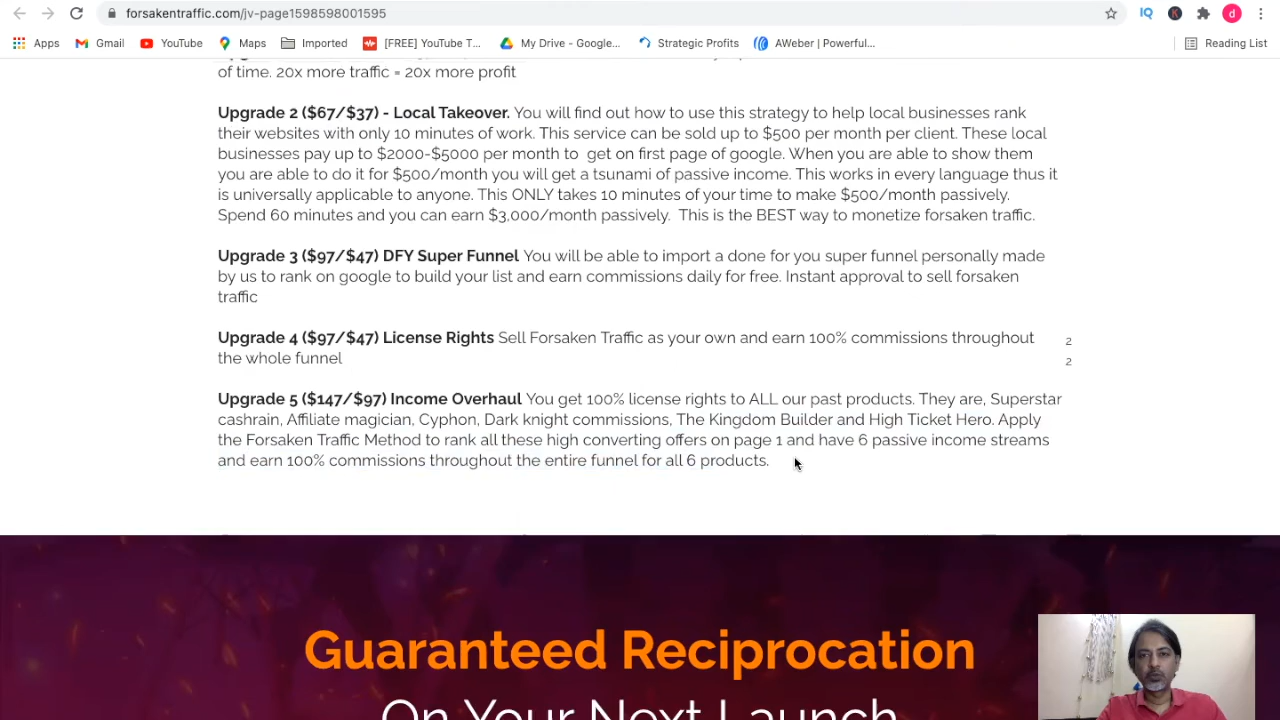 forsakentraffic.com/jv-page1598598001595
Apps Gmail YouTube Maps Imported [FREE] YouTube T... My Drive - Google... Strategic Profits AWeber | Powerful... Reading List
of time. 20x more traffic = 20x more profit
Upgrade 2 ($67/$37) - Local Takeover. You will find out how to use this strategy to help local businesses rank
their websites with only 10 minutes of work. This service can be sold up to $500 per month per client. These local
businesses pay up to $2000-$5000 per month to get on first page of google. When you are able to show them
you are able to do it for $500/month you will get a tsunami of passive income. This works in every language thus it
is universally applicable to anyone. This ONLY takes 10 minutes of your time to make $500/month passively.
Spend 60 minutes and you can earn $3,000/month passively. This is the BEST way to monetize forsaken traffic.
Upgrade 3 ($97/$47) DFY Super Funnel You will be able to import a done for you super funnel personally made
by us to rank on google to build your list and earn commissions daily for free. Instant approval to sell forsaken
traffic
Upgrade 4 ($97/$47) License Rights Sell Forsaken Traffic as your own and earn 100% commissions throughout
the whole funnel
2
2
Upgrade 5 ($147/$97) Income Overhaul You get 100% license rights to ALL our past products. They are, Superstar
cashrain, Affiliate magician, Cyphon, Dark knight commissions, The Kingdom Builder and High Ticket Hero. Apply
the Forsaken Traffic Method to rank all these high converting offers on page 1 and have 6 passive income streams
and earn 100% commissions throughout the entire funnel for all 6 products.
Guaranteed Reciprocation
On Your Next Launch